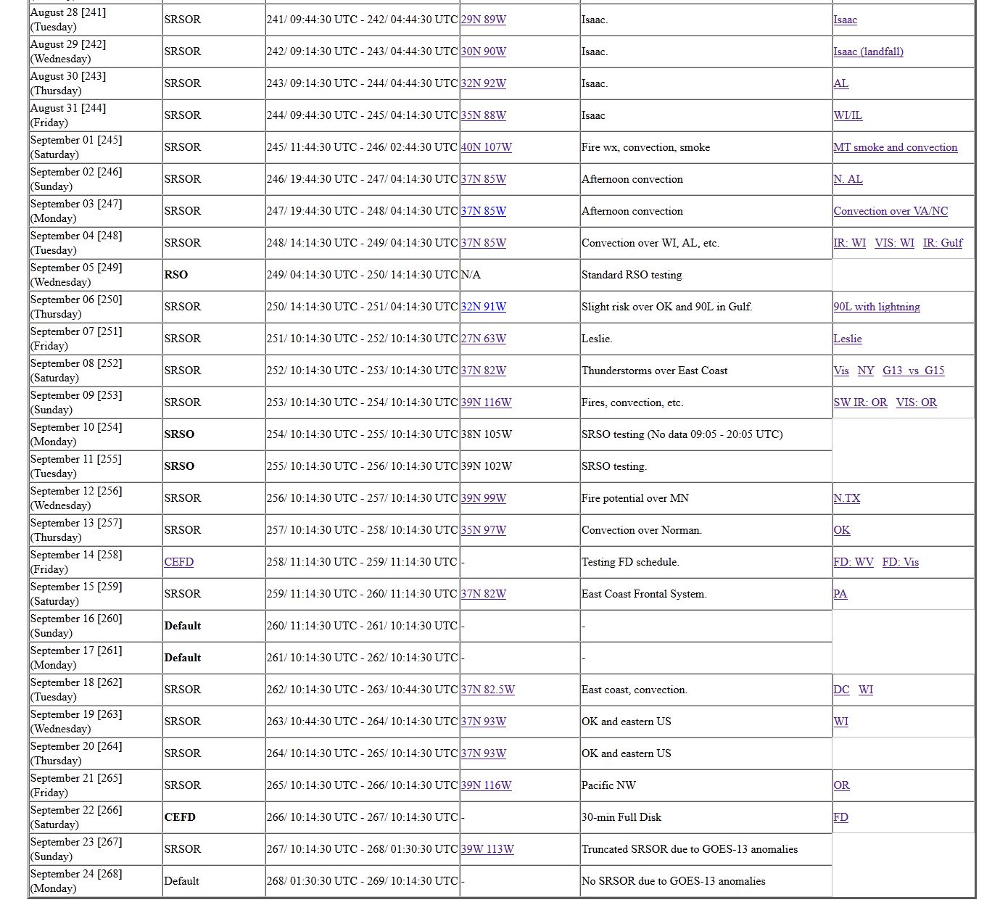 August 28 [241]
(Tuesday) SRSOR 241/ 09:44:30 UTC - 242/ 04:44:30 UTC 29N 89W Isaac. Isaac
August 29 [242]
(Wednesday) SRSOR 242/ 09:14:30 UTC - 243/ 04:44:30 UTC 30N 90W Isaac. Isaac (landfall)
August 30 [243]
(Thursday) SRSOR 243/ 09:14:30 UTC - 244/ 04:44:30 UTC 32N 92W Isaac. AL
August 31 [244]
(Friday) SRSOR 244/ 09:44:30 UTC - 245/ 04:14:30 UTC 35N 88W Isaac WI/IL
September 01 [245]
(Saturday) SRSOR 245/ 11:44:30 UTC - 246/ 02:44:30 UTC 40N 107W Fire wx, convection, smoke MT smoke and convection
September 02 [246]
(Sunday) SRSOR 246/ 19:44:30 UTC - 247/ 04:14:30 UTC 37N 85W Afternoon convection N. AL
September 03 [247]
(Monday) SRSOR 247/ 19:44:30 UTC - 248/ 04:14:30 UTC 37N 85W Afternoon convection Convection over VA/NC
September 04 [248]
(Tuesday) SRSOR 248/ 14:14:30 UTC - 249/ 04:14:30 UTC 37N 85W Convection over WI, AL, etc. IR: WI VIS: WI IR: Gulf
September 05 [249]
(Wednesday) RSO 249/ 04:14:30 UTC - 250/ 14:14:30 UTC N/A Standard RSO testing
September 06 [250]
(Thursday) SRSOR 250/ 14:14:30 UTC - 251/ 04:14:30 UTC 32N 91W Slight risk over OK and 90L in Gulf. 90L with lightning
September 07 [251]
(Friday) SRSOR 251/ 10:14:30 UTC - 252/ 10:14:30 UTC 27N 63W Leslie. Leslie
September 08 [252]
(Saturday) SRSOR 252/ 10:14:30 UTC - 253/ 10:14:30 UTC 37N 82W Thunderstorms over East Coast Vis NY G13_vs_G15
September 09 [253]
(Sunday) SRSOR 253/ 10:14:30 UTC - 254/ 10:14:30 UTC 39N 116W Fires, convection, etc. SW IR: OR VIS: OR
September 10 [254]
(Monday) SRSO 254/ 10:14:30 UTC - 255/ 10:14:30 UTC 38N 105W SRSO testing (No data 09:05 - 20:05 UTC)
September 11 [255]
(Tuesday) SRSO 255/ 10:14:30 UTC - 256/ 10:14:30 UTC 39N 102W SRSO testing.
September 12 [256]
(Wednesday) SRSOR 256/ 10:14:30 UTC - 257/ 10:14:30 UTC 39N 99W Fire potential over MN N.TX
September 13 [257]
(Thursday) SRSOR 257/ 10:14:30 UTC - 258/ 10:14:30 UTC 35N 97W Convection over Norman. OK
September 14 [258]
(Friday) CEFD 258/ 11:14:30 UTC - 259/ 11:14:30 UTC - Testing FD schedule. FD: WV FD: Vis
September 15 [259]
(Saturday) SRSOR 259/ 11:14:30 UTC - 260/ 11:14:30 UTC 37N 82W East Coast Frontal System. PA
September 16 [260]
(Sunday) Default 260/ 11:14:30 UTC - 261/ 10:14:30 UTC - -
September 17 [261]
(Monday) Default 261/ 10:14:30 UTC - 262/ 10:14:30 UTC - -
September 18 [262]
(Tuesday) SRSOR 262/ 10:14:30 UTC - 263/ 10:44:30 UTC 37N 82.5W East coast, convection. DC WI
September 19 [263]
(Wednesday) SRSOR 263/ 10:44:30 UTC - 264/ 10:14:30 UTC 37N 93W OK and eastern US WI
September 20 [264]
(Thursday) SRSOR 264/ 10:14:30 UTC - 265/ 10:14:30 UTC 37N 93W OK and eastern US
September 21 [265]
(Friday) SRSOR 265/ 10:14:30 UTC - 266/ 10:14:30 UTC 39N 116W Pacific NW OR
September 22 [266]
(Saturday) CEFD 266/ 10:14:30 UTC - 267/ 10:14:30 UTC - 30-min Full Disk FD
September 23 [267]
(Sunday) SRSOR 267/ 10:14:30 UTC - 268/ 01:30:30 UTC 39W 113W Truncated SRSOR due to GOES-13 anomalies
September 24 [268]
(Monday) Default 268/ 01:30:30 UTC - 269/ 10:14:30 UTC - No SRSOR due to GOES-13 anomalies